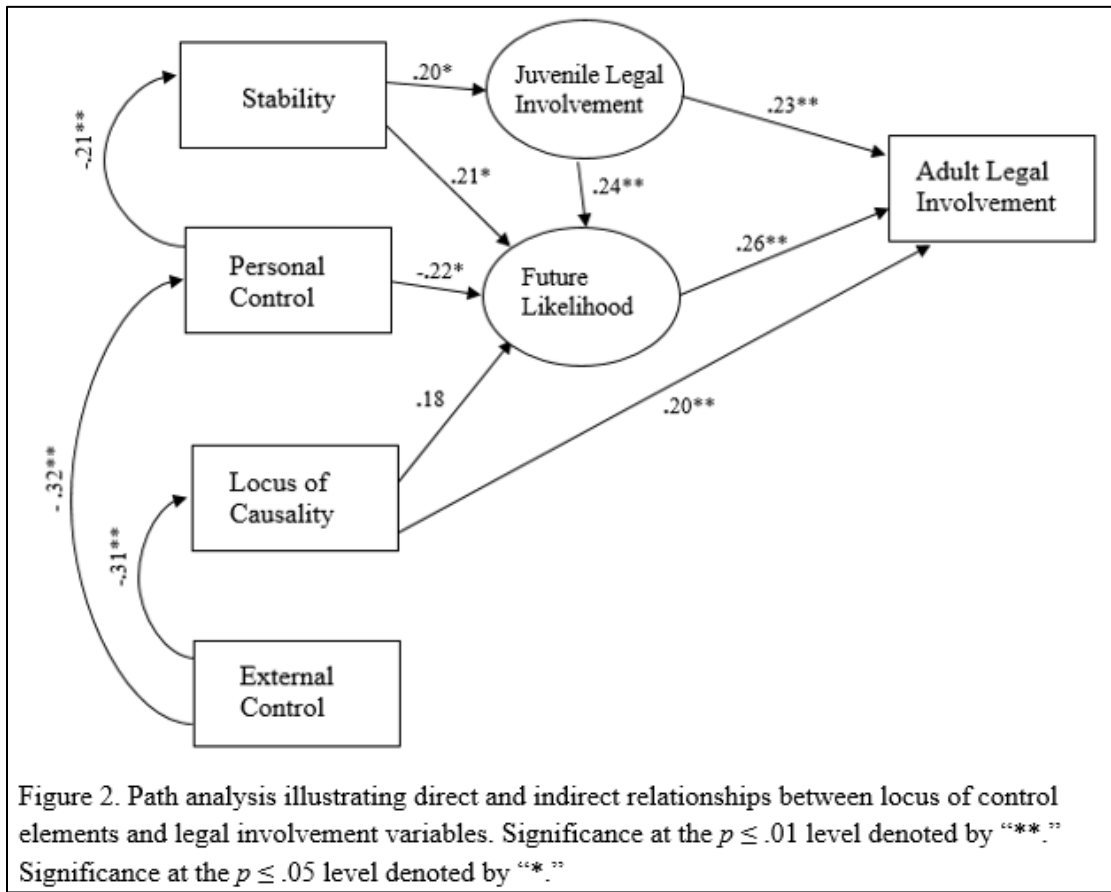 Stability
.20*
Juvenile Legal
Involvement
.23**
-.21**
.21*
.24**
Adult Legal
Involvement
Personal
Control
-.22*
Future
Likelihood
.26**
.18
.20**
- .32**
Locus of
Causality
-.31**
External
Control
Figure 2. Path analysis illustrating direct and indirect relationships between locus of control
elements and legal involvement variables. Significance at the p ≤ .01 level denoted by “**.”
Significance at the p ≤ .05 level denoted by “*.”